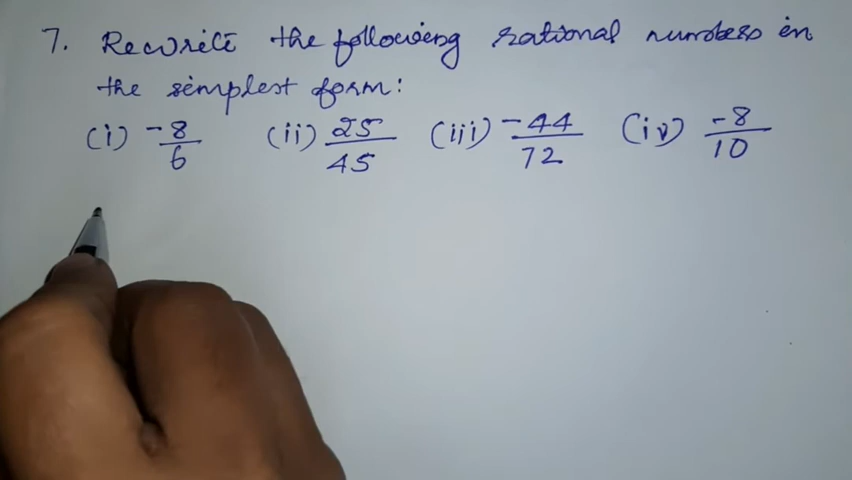 7. Rewrite the following rational numbers in
the simplest form:
(i) -8/6 (ii) 25/45 (iii) -44/72 (iv) -8/10